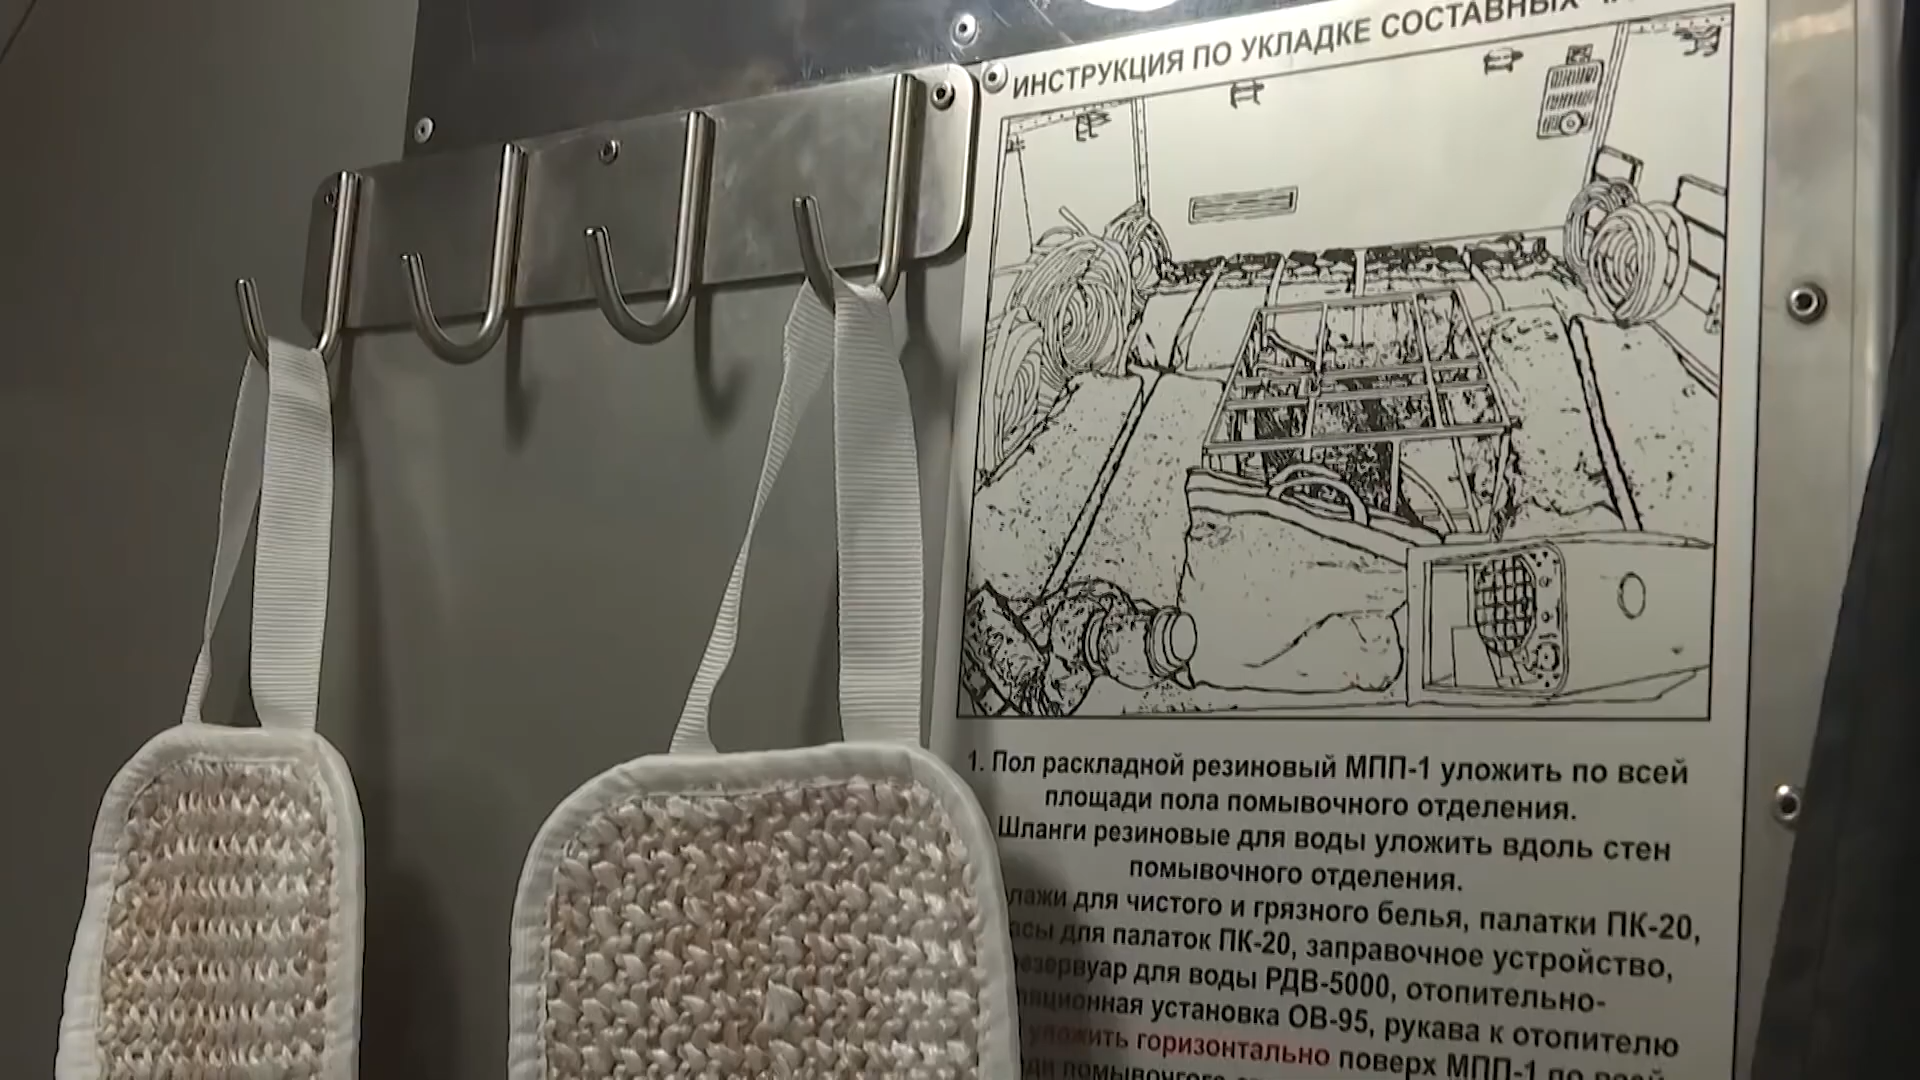 ИНСТРУКЦИЯ ПО УКЛАДКЕ СОСТАВНЫХ
1. Пол раскладной резиновый МПП-1 уложить по всей
площади пола помывочного отделения.
Шланги резиновые для воды уложить вдоль стен
помывочного отделения.
для чистого и грязного белья, палатки ПК-20,
для палаток ПК-20, заправочное устройство,
для воды РДВ-5000, отопительно-
установка ОВ-95, рукава к отопителю
уложить горизонтально поверх МПП-1 по всей
помывочного